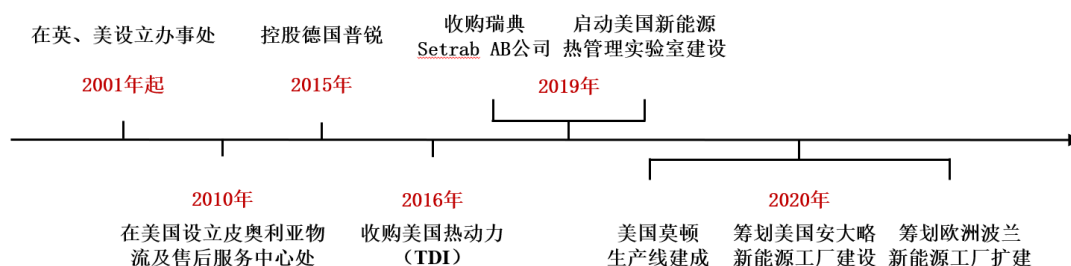 在英、美设立办事处
2001年起
控股德国普锐
2015年
收购瑞典
Setrab AB公司
启动美国新能源
热管理实验室建设
2019年
2010年
在美国设立皮奥利亚物
流及售后服务中心处
2016年
收购美国热动力
（TDI）
2020年
美国莫顿
生产线建成
筹划美国安大略
新能源工厂建设
筹划欧洲波兰
新能源工厂扩建